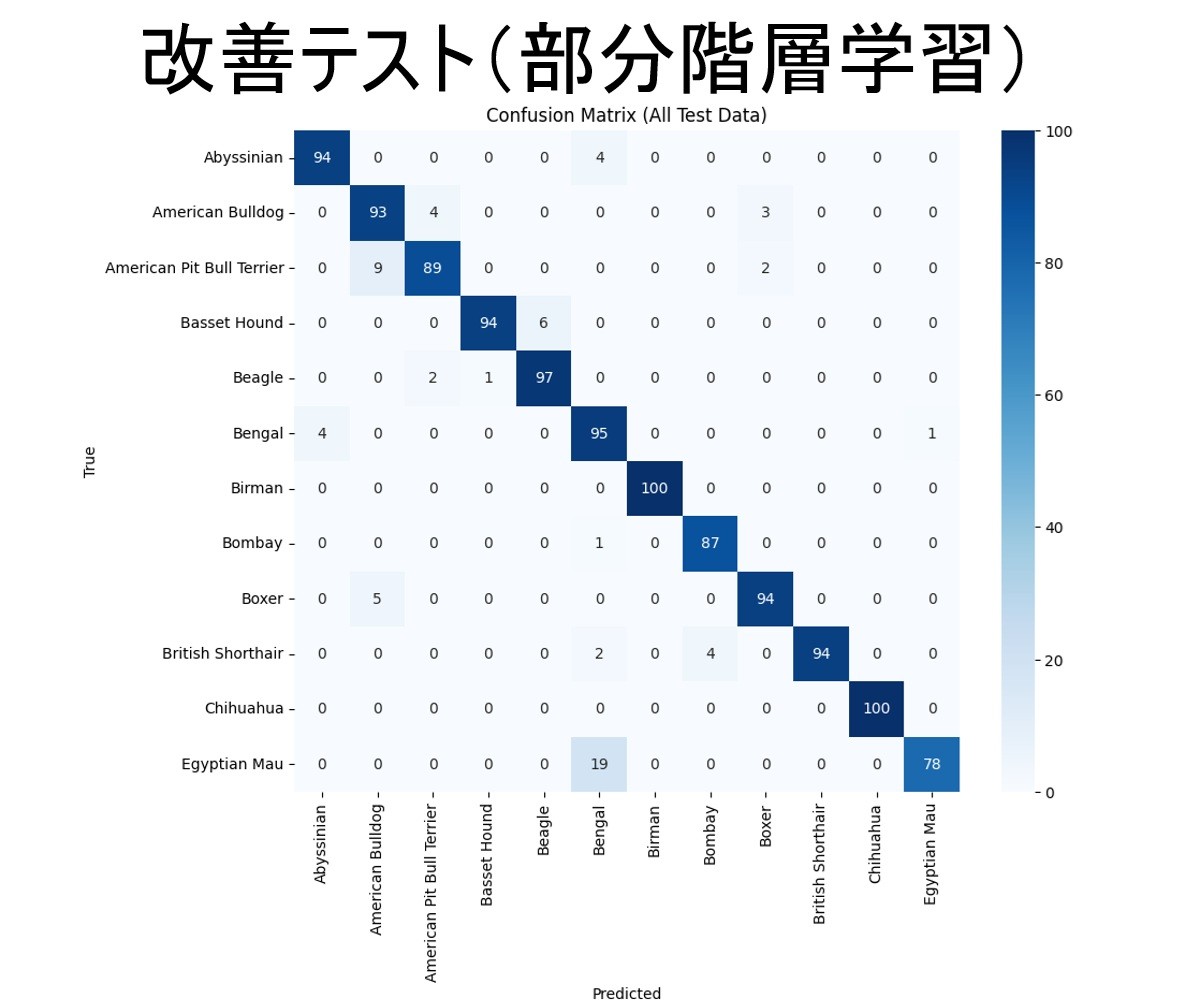 改善テスト(部分階層学習)
Confusion Matrix (All Test Data)
Abyssinian 94 0 0 0 0 4 0 0 0 0 0 0
American Bulldog 0 93 4 0 0 0 0 0 3 0 0 0
American Pit Bull Terrier 0 9 89 0 0 0 0 0 2 0 0 0
Basset Hound 0 0 0 94 6 0 0 0 0 0 0 0
Beagle 0 0 2 1 97 0 0 0 0 0 0 0
Bengal 4 0 0 0 0 95 0 0 0 0 0 1
Birman 0 0 0 0 0 0 100 0 0 0 0 0
Bombay 0 0 0 0 0 1 0 87 0 0 0 0
Boxer 0 5 0 0 0 0 0 0 94 0 0 0
British Shorthair 0 0 0 0 0 2 0 4 0 94 0 0
Chihuahua 0 0 0 0 0 0 0 0 0 0 100 0
Egyptian Mau 0 0 0 0 0 19 0 0 0 0 0 78
True
Abyssinian
American Bulldog
American Pit Bull Terrier
Basset Hound
Beagle
Bengal
Birman
Bombay
Boxer
British Shorthair
Chihuahua
Egyptian Mau
Predicted
100
80
60
40
20
0